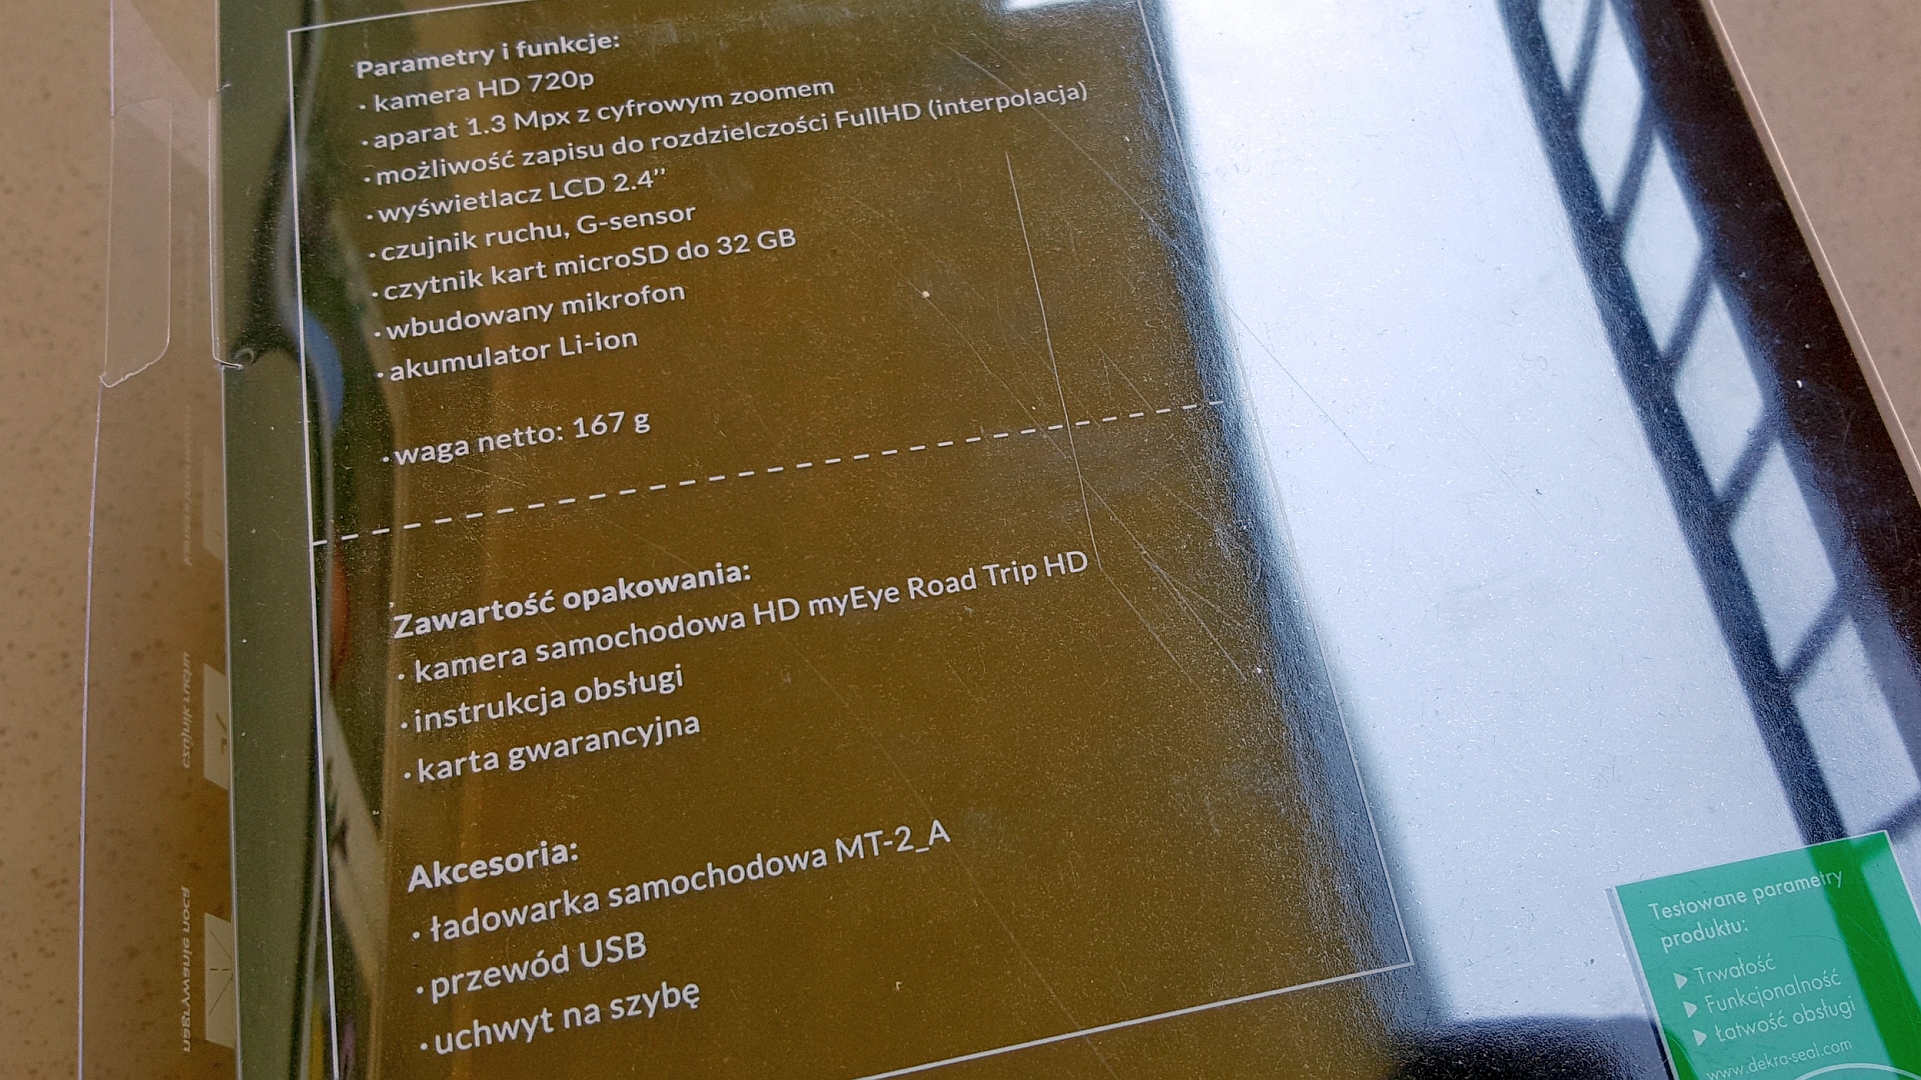 Parametry i funkcje:
• kamera HD 720p
• aparat 1.3 Mpx z cyfrowym zoomem
• możliwość zapisu do rozdzielczości FullHD (interpolacja)
• wyświetlacz LCD 2.4’’
• czujnik ruchu, G-sensor
• czytnik kart microSD do 32 GB
• wbudowany mikrofon
• akumulator Li-ion
• waga netto: 167 g
Zawartość opakowania:
• kamera samochodowa HD myEye Road Trip HD
• instrukcja obsługi
• karta gwarancyjna
Akcesoria:
• ładowarka samochodowa MT-2_A
• przewód USB
• uchwyt na szybę
Testowane parametry
produktu:
▶ Trwałość
▶ Funkcjonalność
▶ Łatwość obsługi
www.dekra-seal.com
czujnik ruchu